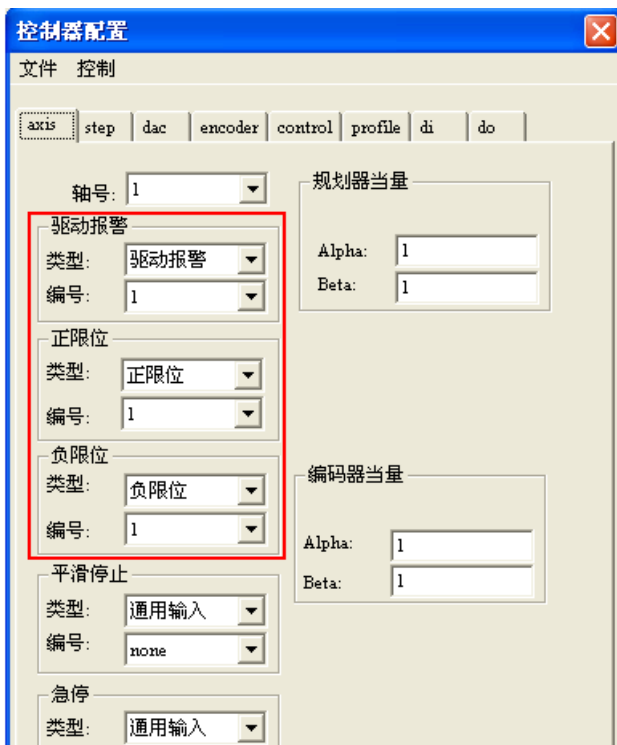 控制器配置
文件 控制
axis step dac encoder control profile di do
轴号: 1
驱动报警
类型: 驱动报警
编号: 1
正限位
类型: 正限位
编号: 1
负限位
类型: 负限位
编号: 1
平滑停止
类型: 通用输入
编号: none
急停
类型: 通用输入
规划器当量
Alpha: 1
Beta: 1
编码器当量
Alpha: 1
Beta: 1